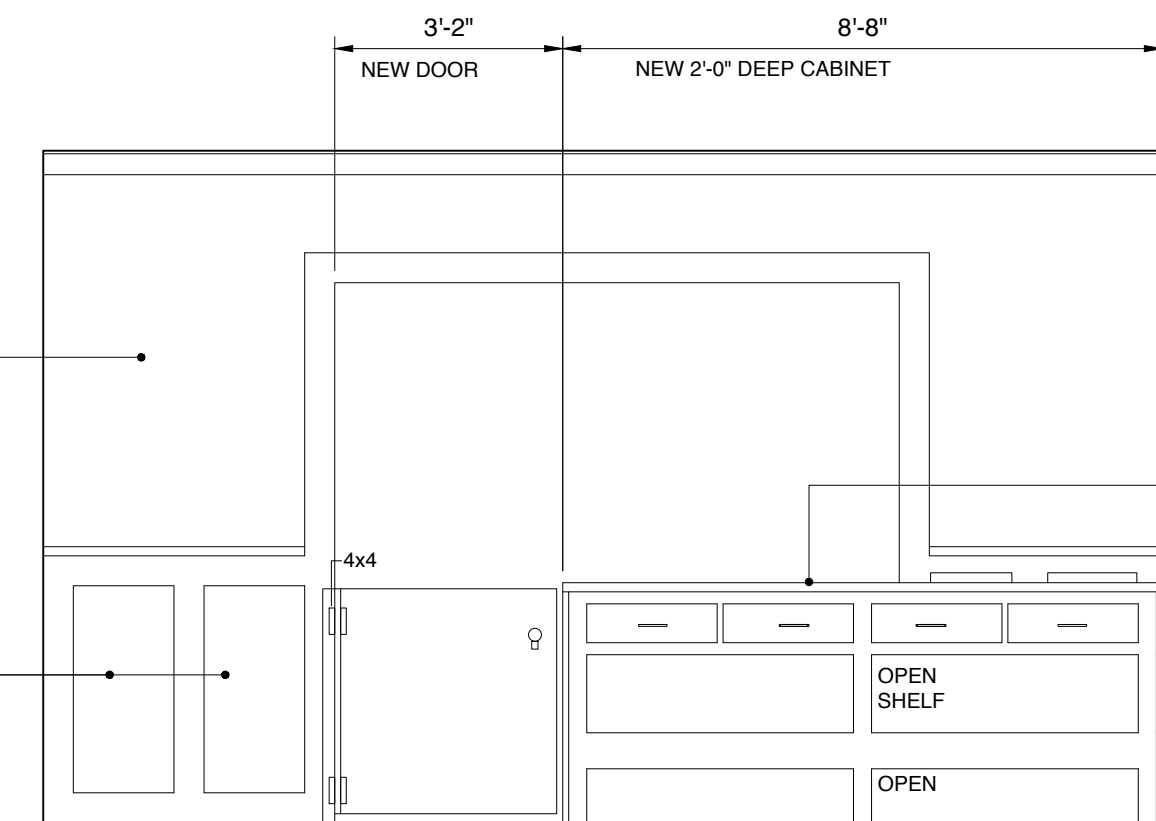 3'-2"
8'-8"
NEW DOOR
NEW 2'-0" DEEP CABINET
4x4
OPEN
SHELF
OPEN